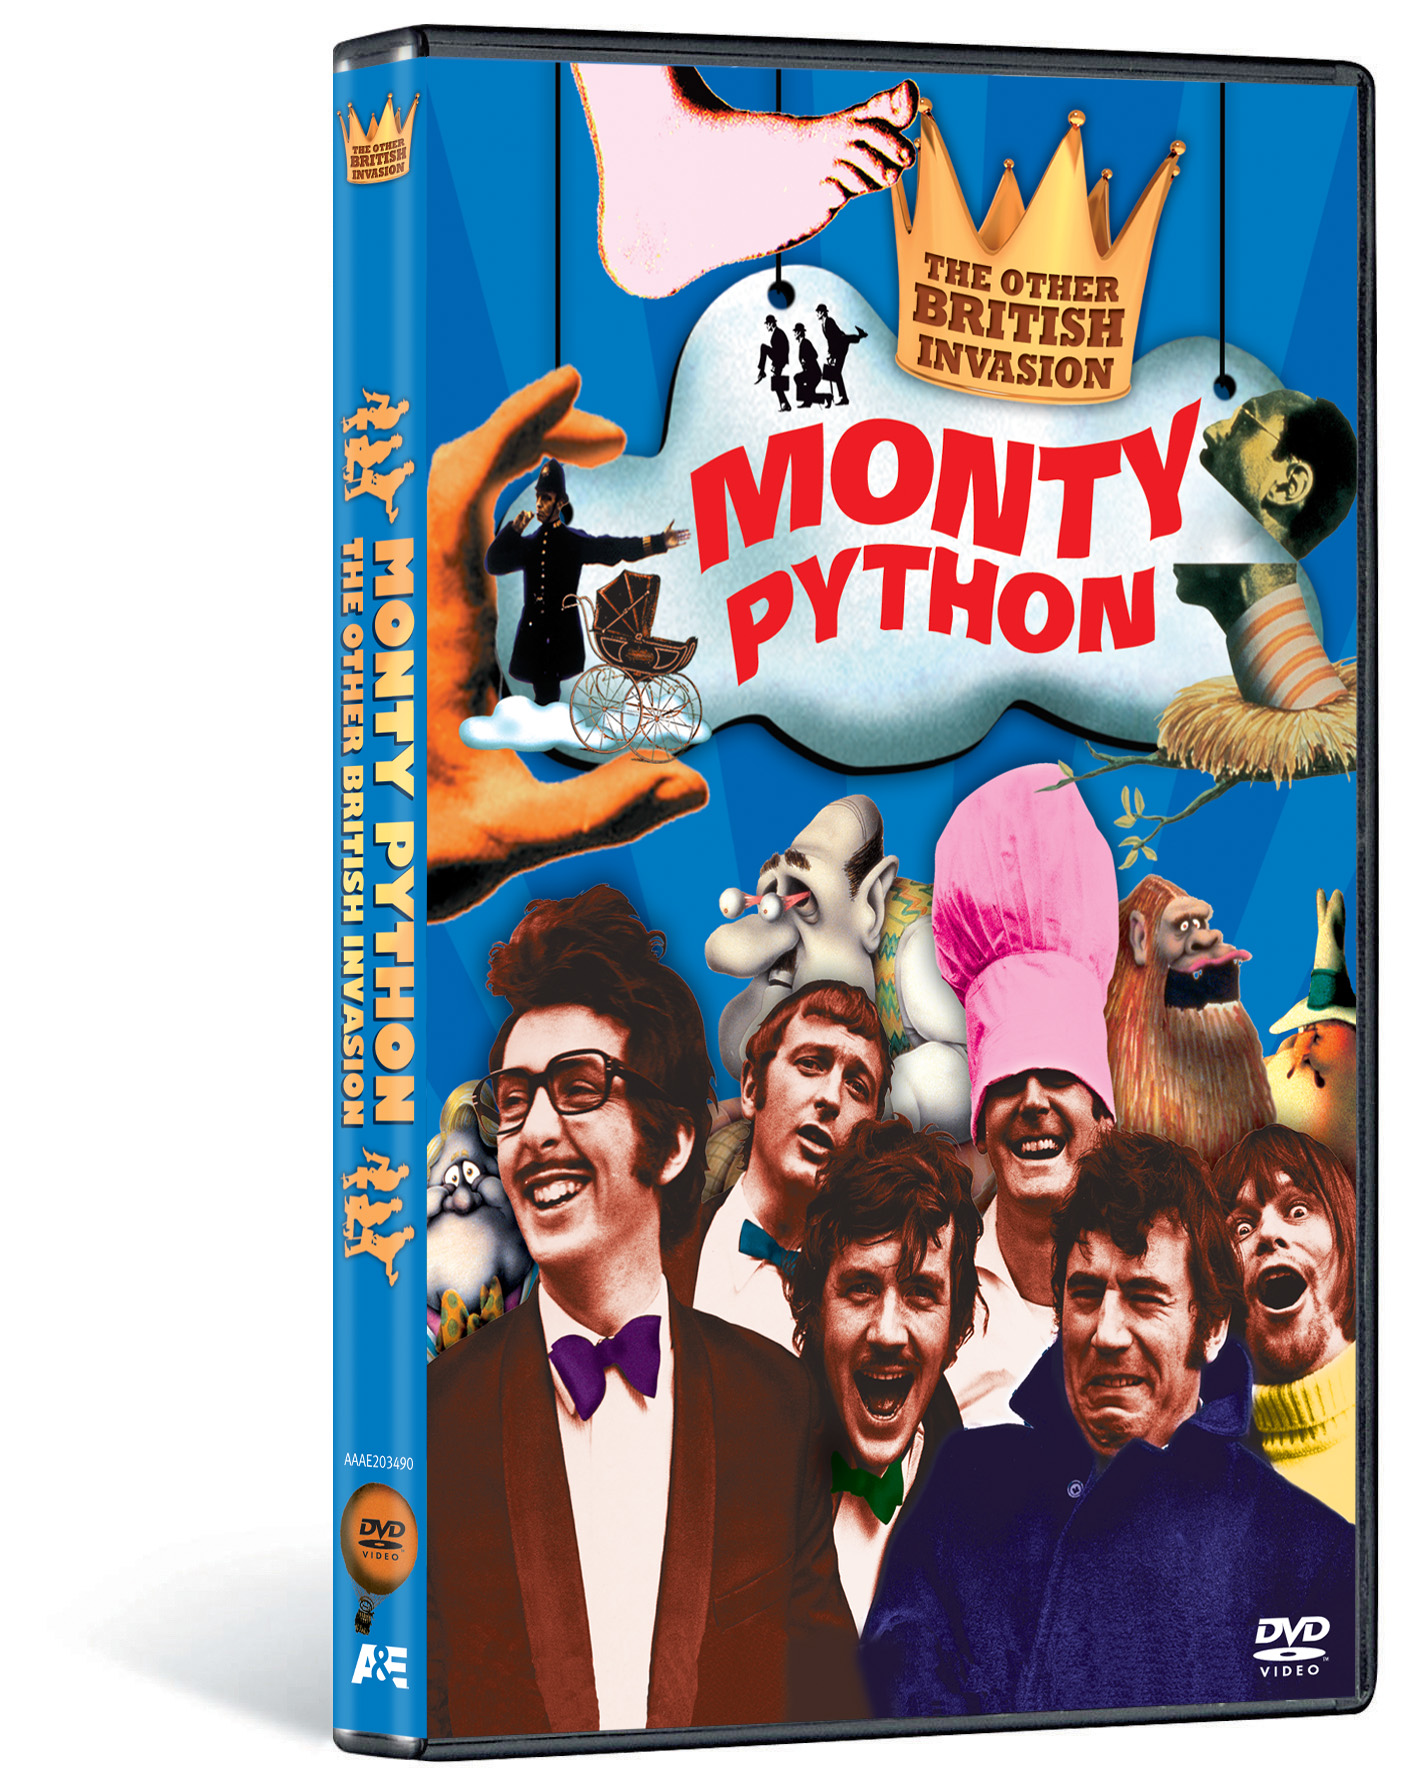 THE OTHER
BRITISH
INVASION
MONTY PYTHON
THE OTHER BRITISH INVASION
AAAE203490
DVD
VIDEO
A&E
THE OTHER
BRITISH
INVASION
MONTY
PYTHON
DVD
VIDEO
TM